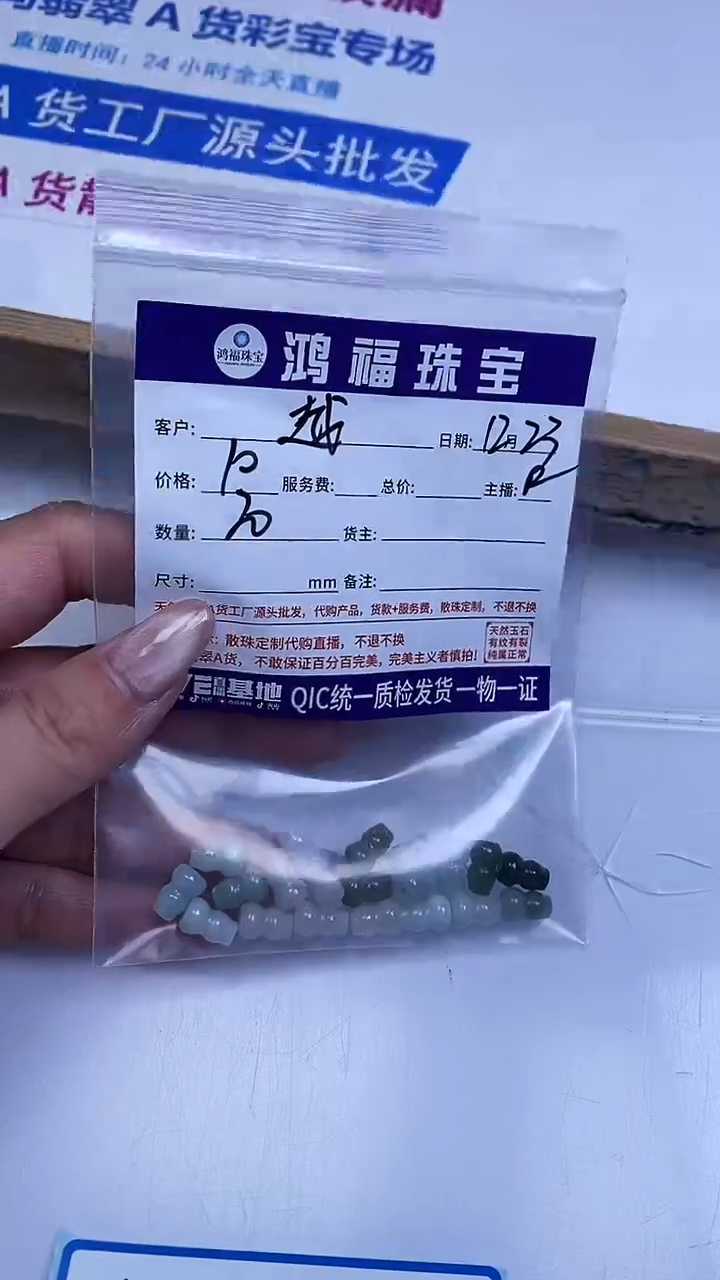 翡翠 A 货彩宝专场
直播时间：24 小时全天直播
A 货工厂源头批发
A 货
鸿福珠宝
鸿福珠宝
客户: 越 日期: 12月23
价格: 服务费: 总价: 主播:
数量: 20 货主:
尺寸: mm 备注:
A货工厂源头批发，代购产品，货款+服务费，散珠定制，不退不换
：散珠定制代购直播，不退不换
翠A货，不敢保证百分百完美，完美主义者慎拍!
天然玉石
有纹有裂
纯属正常
基地 QIC统一质检发货 一物一证